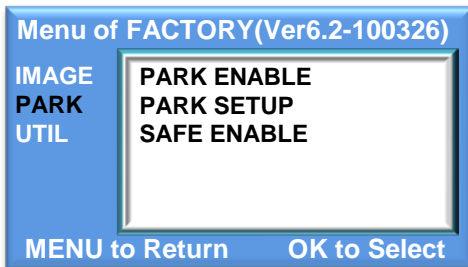 Menu of FACTORY(Ver6.2-100326)
IMAGE
PARK
UTIL
PARK ENABLE
PARK SETUP
SAFE ENABLE
MENU to Return OK to Select